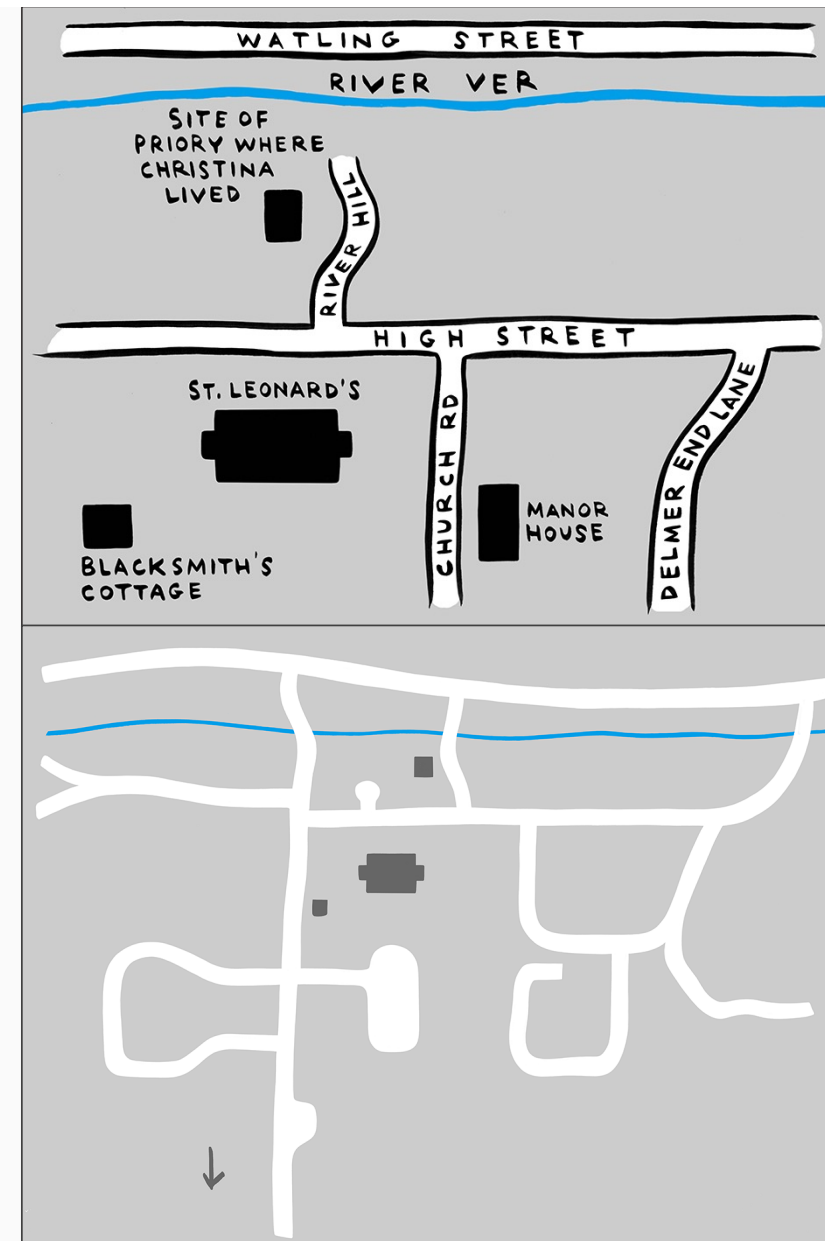 WATLING STREET
RIVER VER
SITE OF
PRIORY WHERE
CHRISTINA
LIVED
RIVER HILL
HIGH STREET
ST. LEONARD'S
CHURCH RD
MANOR
HOUSE
DELMER END LANE
BLACKSMITH'S
COTTAGE